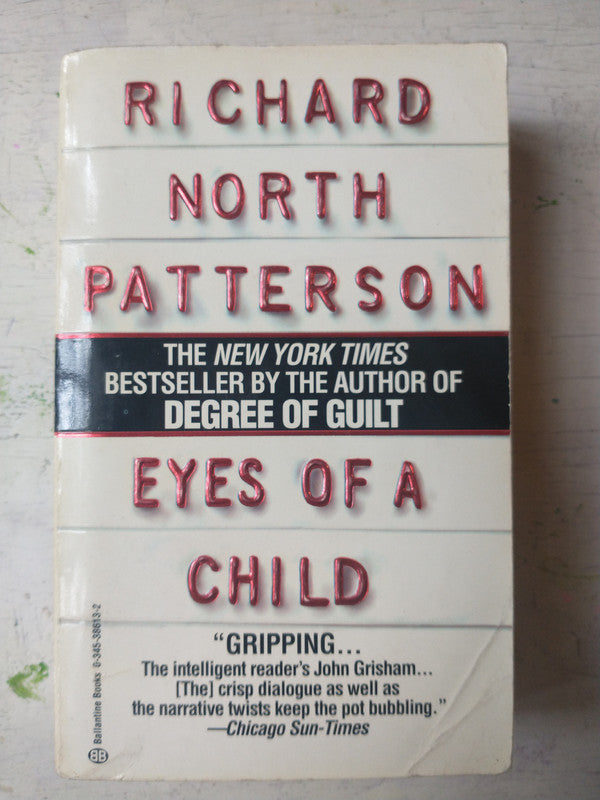 RICHARD
NORTH
PATTERSON
THE NEW YORK TIMES
BESTSELLER BY THE AUTHOR OF
DEGREE OF GUILT
EYES OF A
CHILD
"GRIPPING...
The intelligent reader's John Grisham...
[The] crisp dialogue as well as
the narrative twists keep the pot bubbling."
—Chicago Sun-Times
BB Ballantine Books 0-345-38613-2